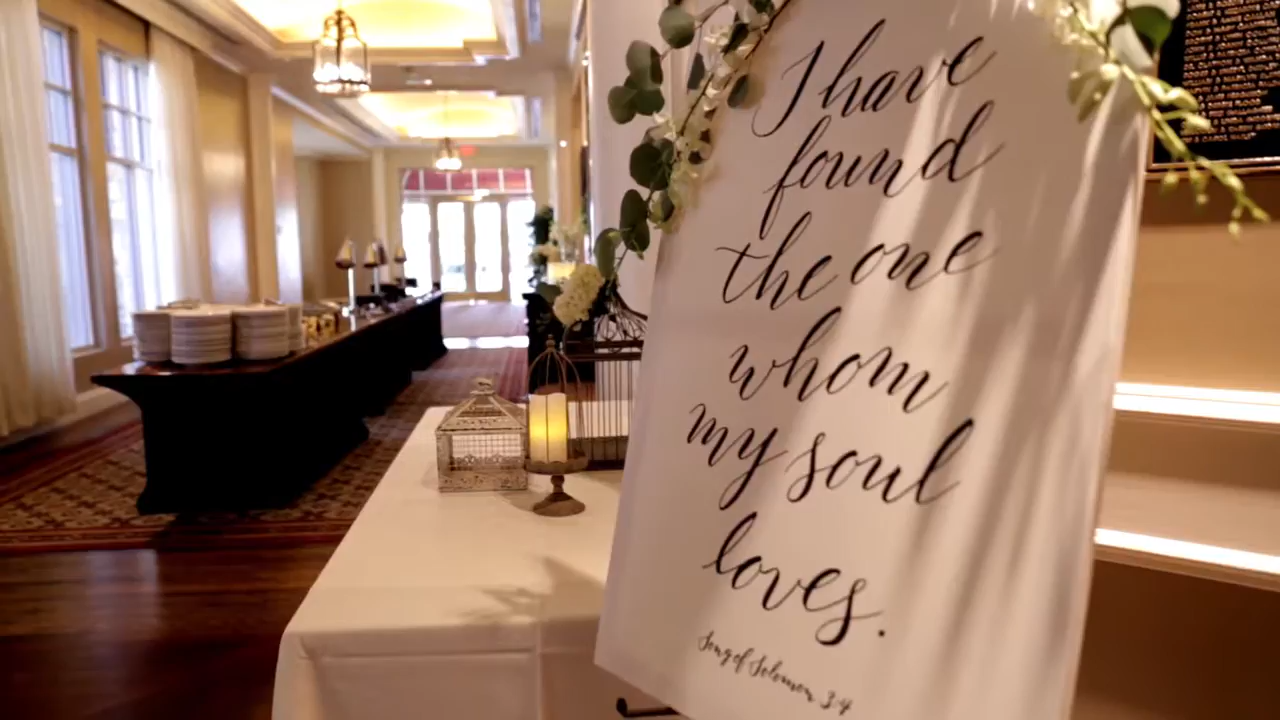 I have
found
the one
whom
my soul
loves.
Song of Solomon 3:4